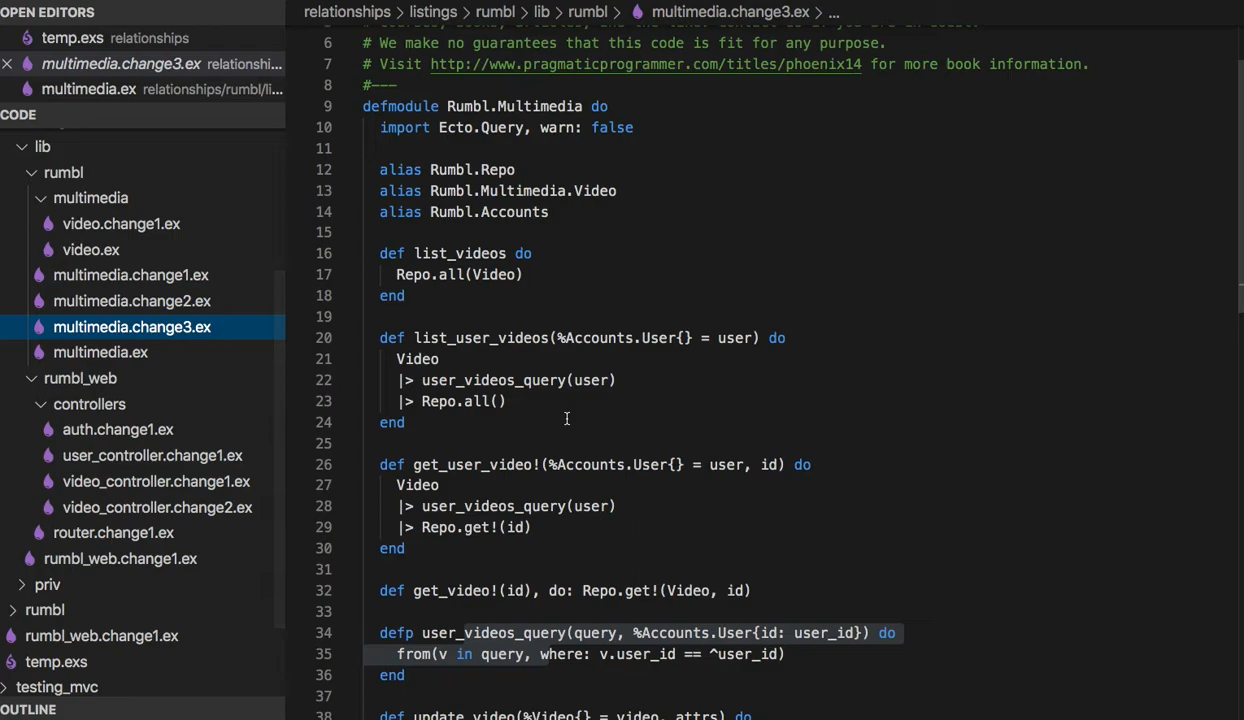 OPEN EDITORS
temp.exs relationships
multimedia.change3.ex relationshi...
multimedia.ex relationships/rumbl/li...
CODE
lib
rumbl
multimedia
video.change1.ex
video.ex
multimedia.change1.ex
multimedia.change2.ex
multimedia.change3.ex
multimedia.ex
rumbl_web
controllers
auth.change1.ex
user_controller.change1.ex
video_controller.change1.ex
video_controller.change2.ex
router.change1.ex
rumbl_web.change1.ex
priv
rumbl
rumbl_web.change1.ex
temp.exs
testing_mvc
OUTLINE
relationships > listings > rumbl > lib > rumbl > multimedia.change3.ex > ...
6 # We make no guarantees that this code is fit for any purpose.
7 # Visit http://www.pragmaticprogrammer.com/titles/phoenix14 for more book information.
8 #---
9 defmodule Rumbl.Multimedia do
10 import Ecto.Query, warn: false
11
12 alias Rumbl.Repo
13 alias Rumbl.Multimedia.Video
14 alias Rumbl.Accounts
15
16 def list_videos do
17 Repo.all(Video)
18 end
19
20 def list_user_videos(%Accounts.User{} = user) do
21 Video
22 |> user_videos_query(user)
23 |> Repo.all()
24 end
25
26 def get_user_video!(%Accounts.User{} = user, id) do
27 Video
28 |> user_videos_query(user)
29 |> Repo.get!(id)
30 end
31
32 def get_video!(id), do: Repo.get!(Video, id)
33
34 defp user_videos_query(query, %Accounts.User{id: user_id}) do
35 from(v in query, where: v.user_id == ^user_id)
36 end
37
38 def update_video(%Video{} = video, attrs) do